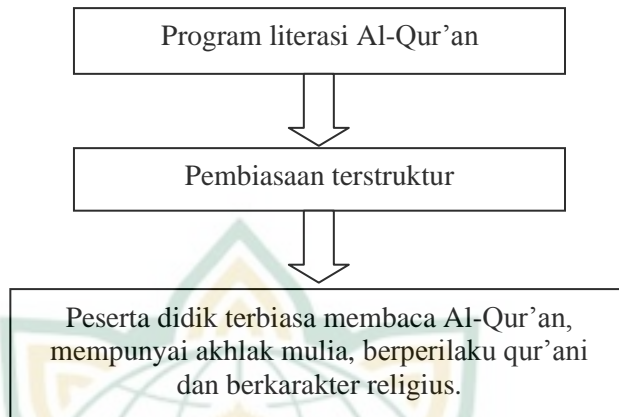 Program literasi Al-Qur’an
Pembiasaan terstruktur
Peserta didik terbiasa membaca Al-Qur’an,
mempunyai akhlak mulia, berperilaku qur’ani
dan berkarakter religius.